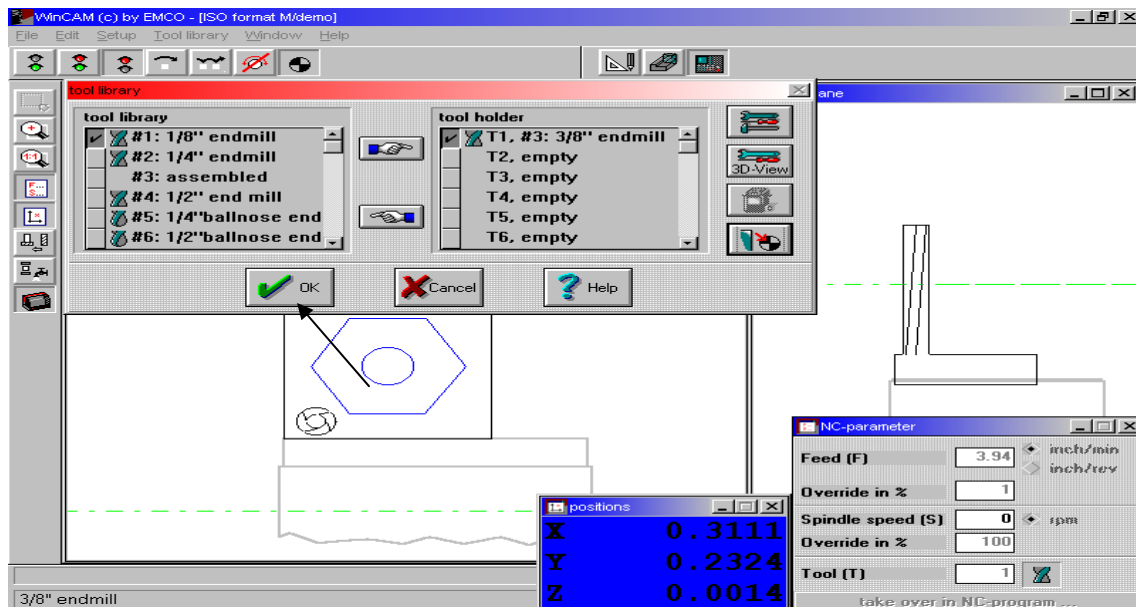 WinCAM (c) by EMCO - [ISO format M/demo]
File Edit Setup Tool library Window Help
tool library
tool library
#1: 1/8" endmill
#2: 1/4" endmill
#3: assembled
#4: 1/2" end mill
#5: 1/4"ballnose end
#6: 1/2"ballnose end
tool holder
T1, #3: 3/8" endmill
T2, empty
T3, empty
T4, empty
T5, empty
T6, empty
3D-View
OK
Cancel
? Help
1:1
F...
S...
ane
NC-parameter
Feed (F) 3.94 inch/min
inch/rev
Override in % 1
Spindle speed (S) 0 rpm
Override in % 100
Tool (T) 1
take over in NC-program ...
positions
X 0.3111
Y 0.2324
Z 0.0014
3/8" endmill